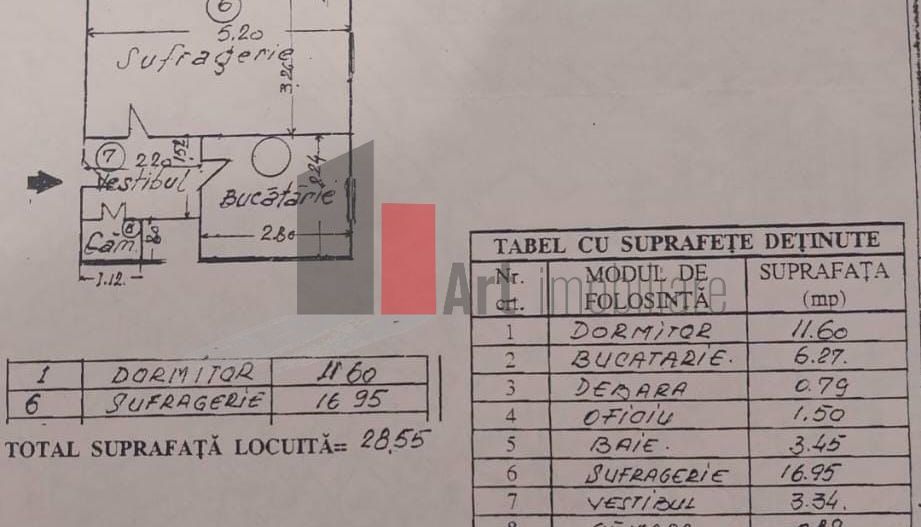 6
5.20
Sufragerie
3.26
7
2.20
1.52
Vestibul
Bucătărie
2.24
2.80
8
Căm.
1.12
Art imobiliare
TABEL CU SUPRAFEȚE DEȚINUTE
Nr. crt. MODUL DE FOLOSINȚĂ SUPRAFAȚA (mp)
1 DORMITOR 11.60
2 BUCATARIE. 6.27.
3 DEBARA 0.79
4 OFICIU 1.50
5 BAIE. 3.45
6 SUFRAGERIE 16.95
7 VESTIBUL 3.34.
1 DORMITOR 11 60
6 SUFRAGERIE 16 95
TOTAL SUPRAFAȚĂ LOCUITĂ= 28,55